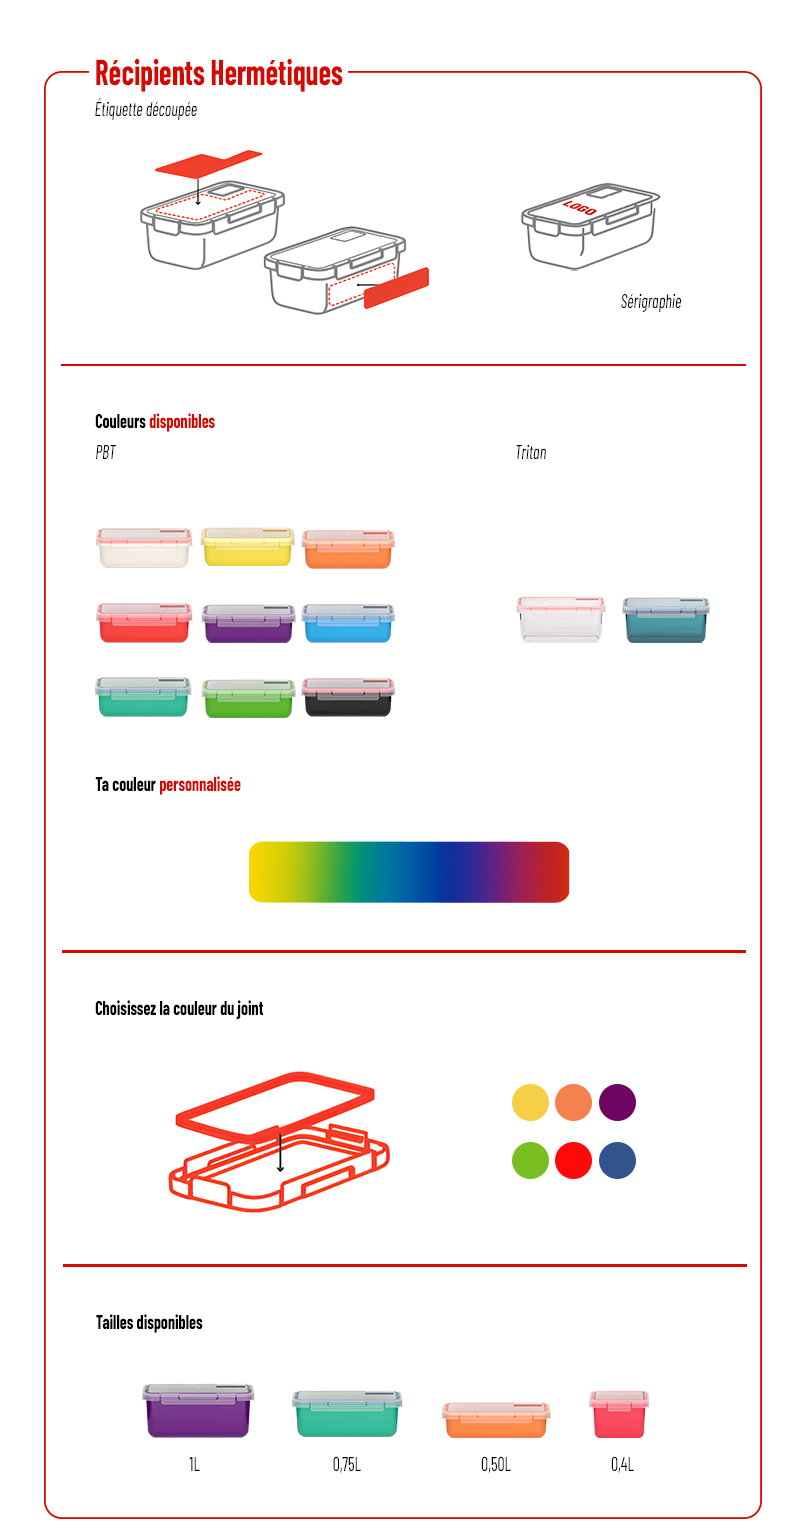 Récipients Hermétiques
Étiquette découpée
LOGO
Sérigraphie
Couleurs disponibles
PBT
Tritan
Ta couleur personnalisée
Choisissez la couleur du joint
Tailles disponibles
1L
0,75L
0,50L
0,4L